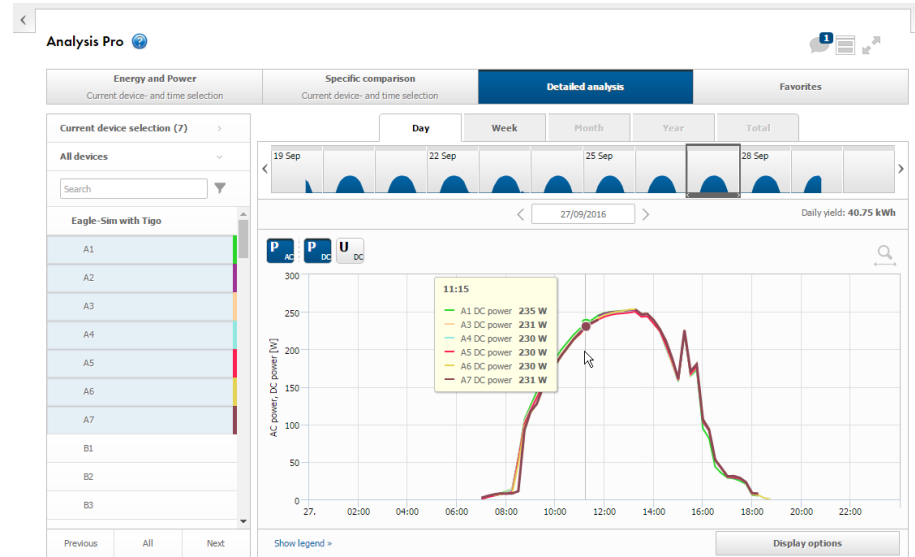 Analysis Pro ?
1
Energy and Power
Current device- and time selection
Specific comparison
Current device- and time selection
Detailed analysis
Favorites
Current device selection (7)
All devices
Search
Eagle-Sim with Tigo
A1
A2
A3
A4
A5
A6
A7
B1
B2
B3
Previous All Next
Day Week Month Year Total
19 Sep 22 Sep 25 Sep 28 Sep
27/09/2016
Daily yield: 40.75 kWh
P AC P DC U DC
AC power, DC power [W]
300
250
200
150
100
50
0
11:15
A1 DC power 235 W
A3 DC power 231 W
A4 DC power 230 W
A5 DC power 230 W
A6 DC power 230 W
A7 DC power 231 W
27. 02:00 04:00 06:00 08:00 10:00 12:00 14:00 16:00 18:00 20:00 22:00
Show legend »
Display options